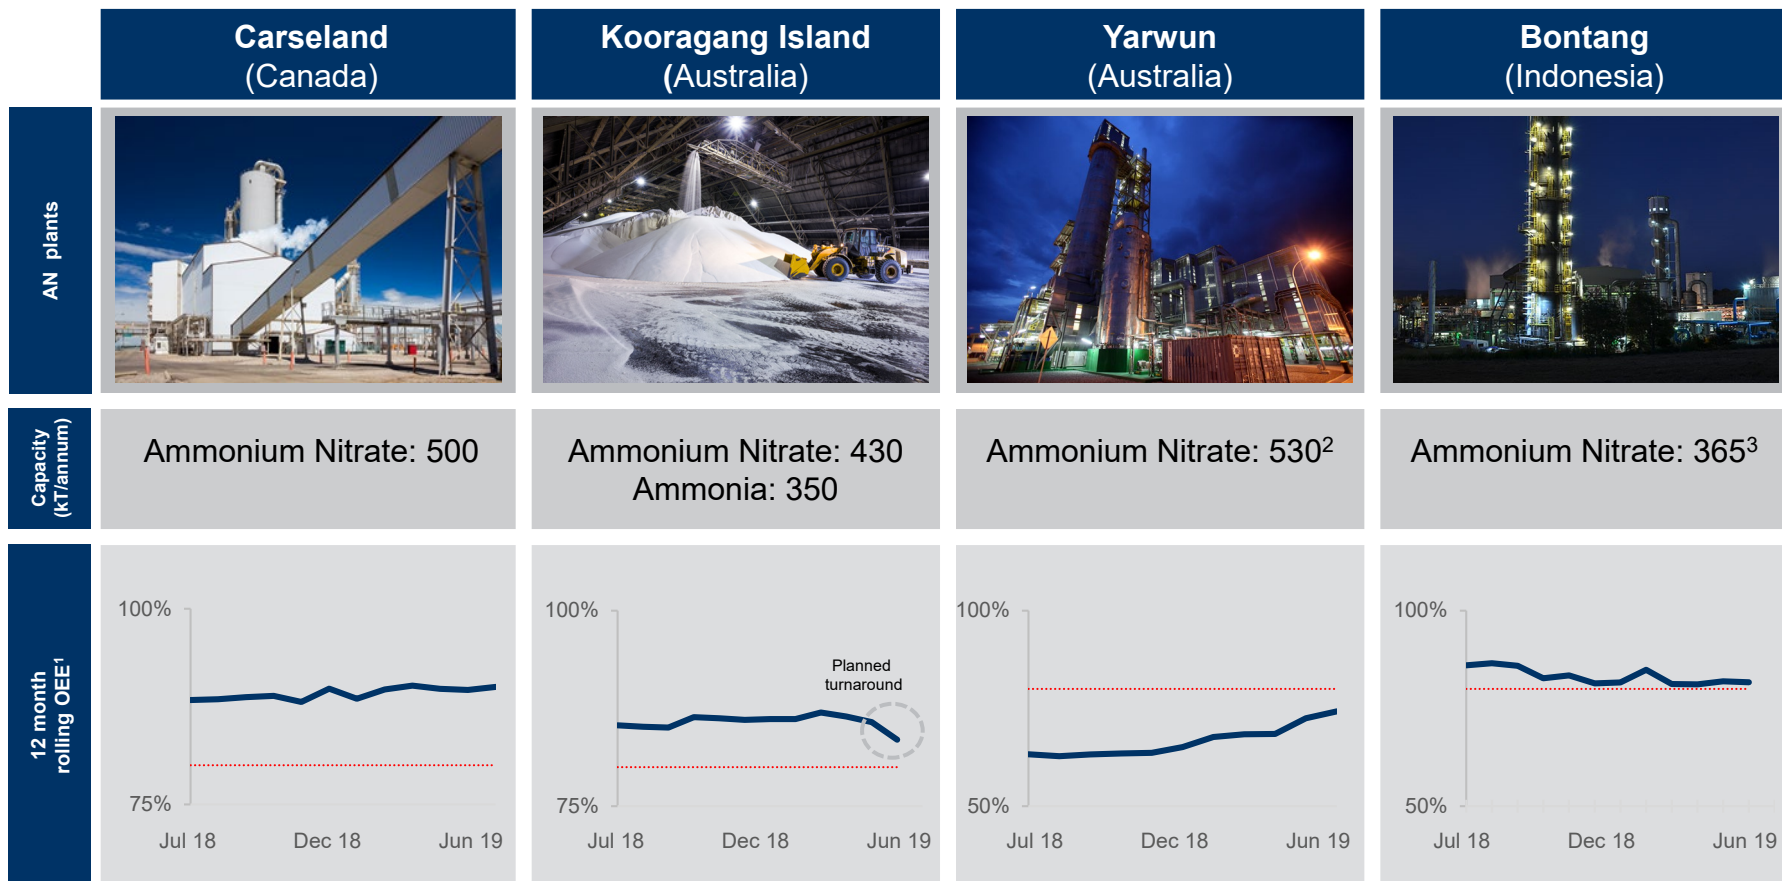 Carseland
(Canada)
Kooragang Island
(Australia)
Yarwun
(Australia)
Bontang
(Indonesia)
AN plants
Capacity
(kT/annum)
Ammonium Nitrate: 500
Ammonium Nitrate: 430
Ammonia: 350
Ammonium Nitrate: 530²
Ammonium Nitrate: 365³
12 month
rolling OEE¹
100%
75%
Jul 18 Dec 18 Jun 19
100%
Planned
turnaround
75%
Jul 18 Dec 18 Jun 19
100%
50%
Jul 18 Dec 18 Jun 19
100%
50%
Jul 18 Dec 18 Jun 19